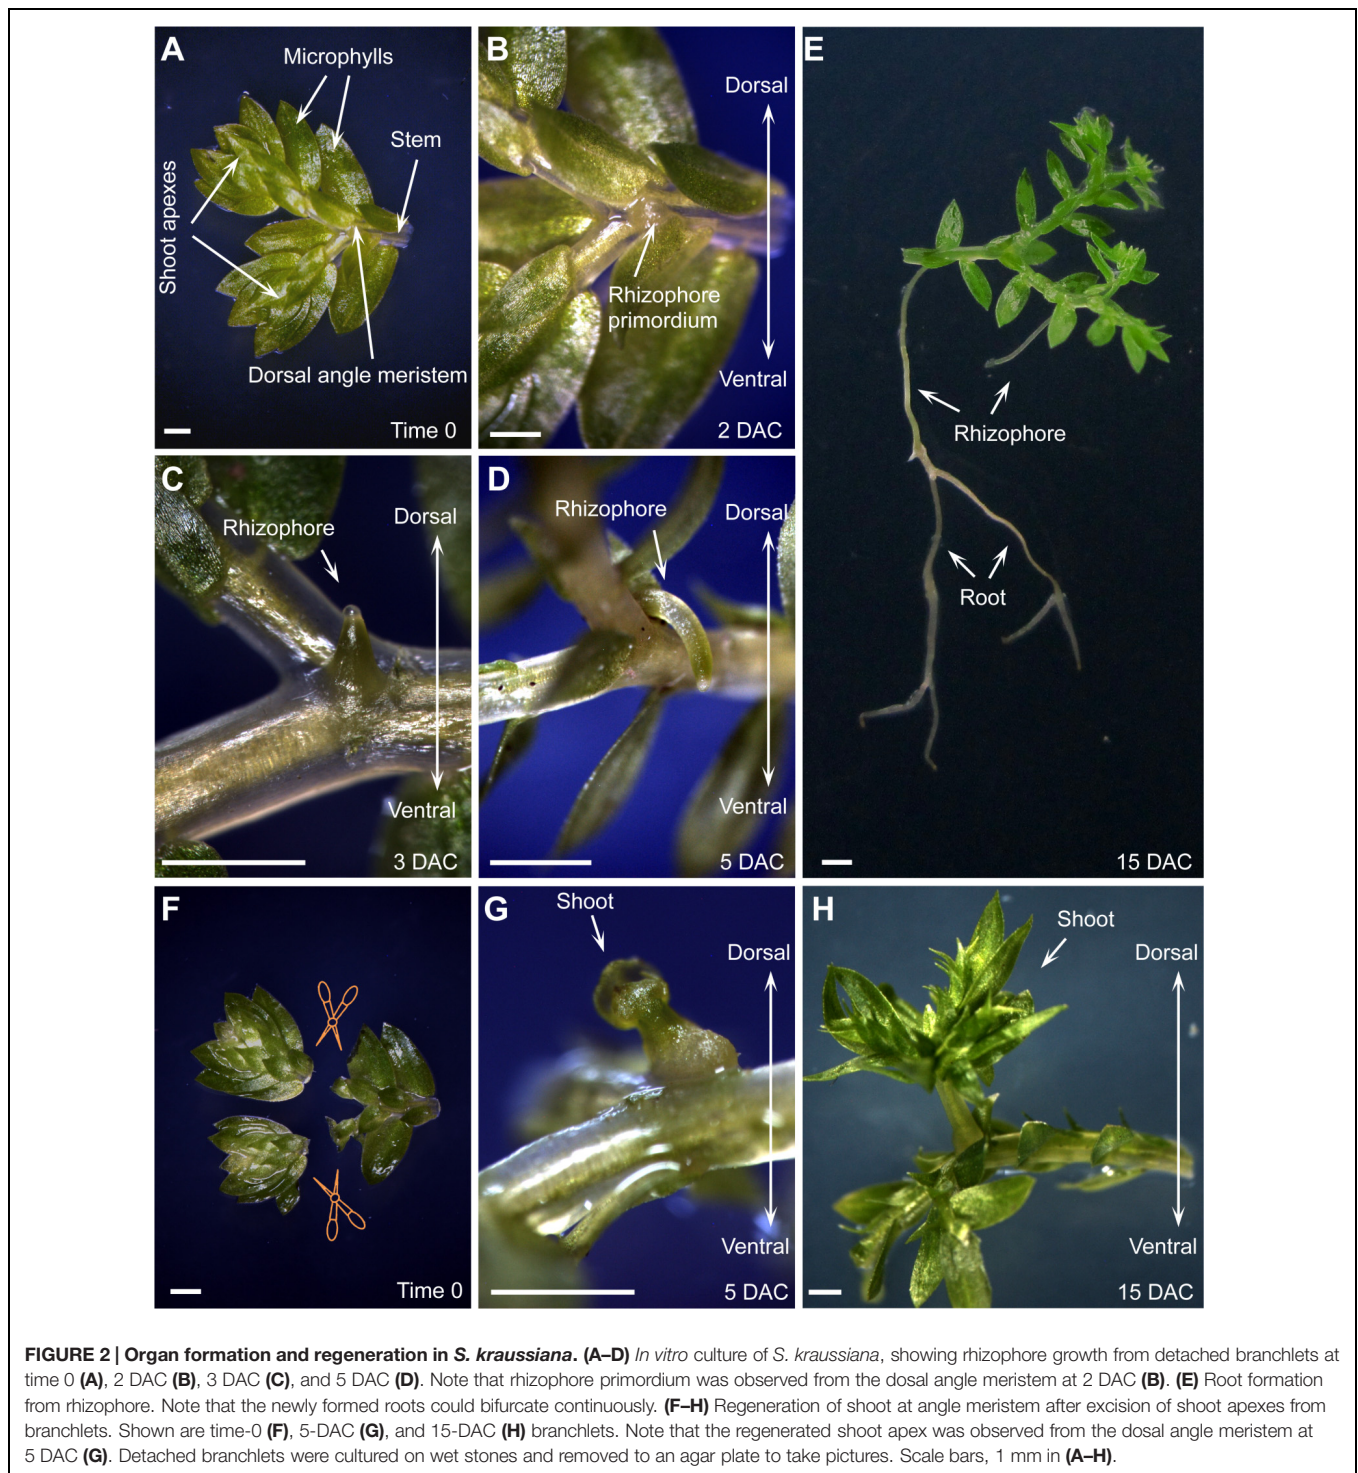 A
Microphylls
Stem
Shoot apexes
Dorsal angle meristem
Time 0
B
Dorsal
Rhizophore
primordium
Ventral
2 DAC
E
Rhizophore
Root
15 DAC
C
Rhizophore
Dorsal
Ventral
3 DAC
D
Rhizophore
Dorsal
Ventral
5 DAC
F
Time 0
G
Shoot
Dorsal
Ventral
5 DAC
H
Shoot
Dorsal
Ventral
15 DAC
FIGURE 2 | Organ formation and regeneration in S. kraussiana. (A–D) In vitro culture of S. kraussiana, showing rhizophore growth from detached branchlets at
time 0 (A), 2 DAC (B), 3 DAC (C), and 5 DAC (D). Note that rhizophore primordium was observed from the dosal angle meristem at 2 DAC (B). (E) Root formation
from rhizophore. Note that the newly formed roots could bifurcate continuously. (F–H) Regeneration of shoot at angle meristem after excision of shoot apexes from
branchlets. Shown are time-0 (F), 5-DAC (G), and 15-DAC (H) branchlets. Note that the regenerated shoot apex was observed from the dosal angle meristem at
5 DAC (G). Detached branchlets were cultured on wet stones and removed to an agar plate to take pictures. Scale bars, 1 mm in (A–H).